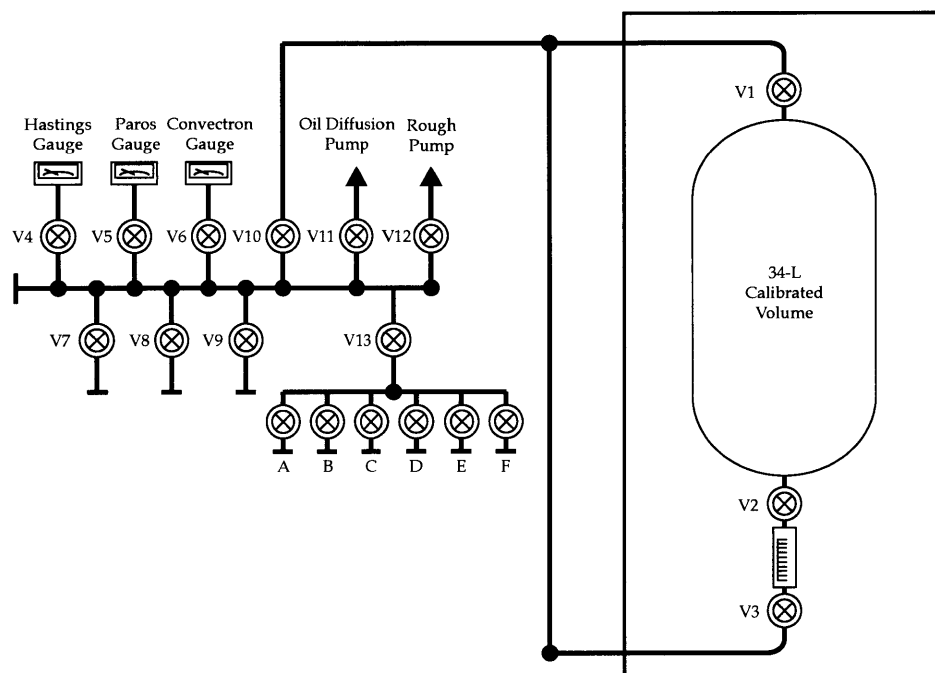 V1
Hastings
Gauge
Paros
Gauge
Convectron
Gauge
Oil Diffusion
Pump
Rough
Pump
V4
V5
V6
V10
V11
V12
34-L
Calibrated
Volume
V7
V8
V9
V13
A
B
C
D
E
F
V2
V3